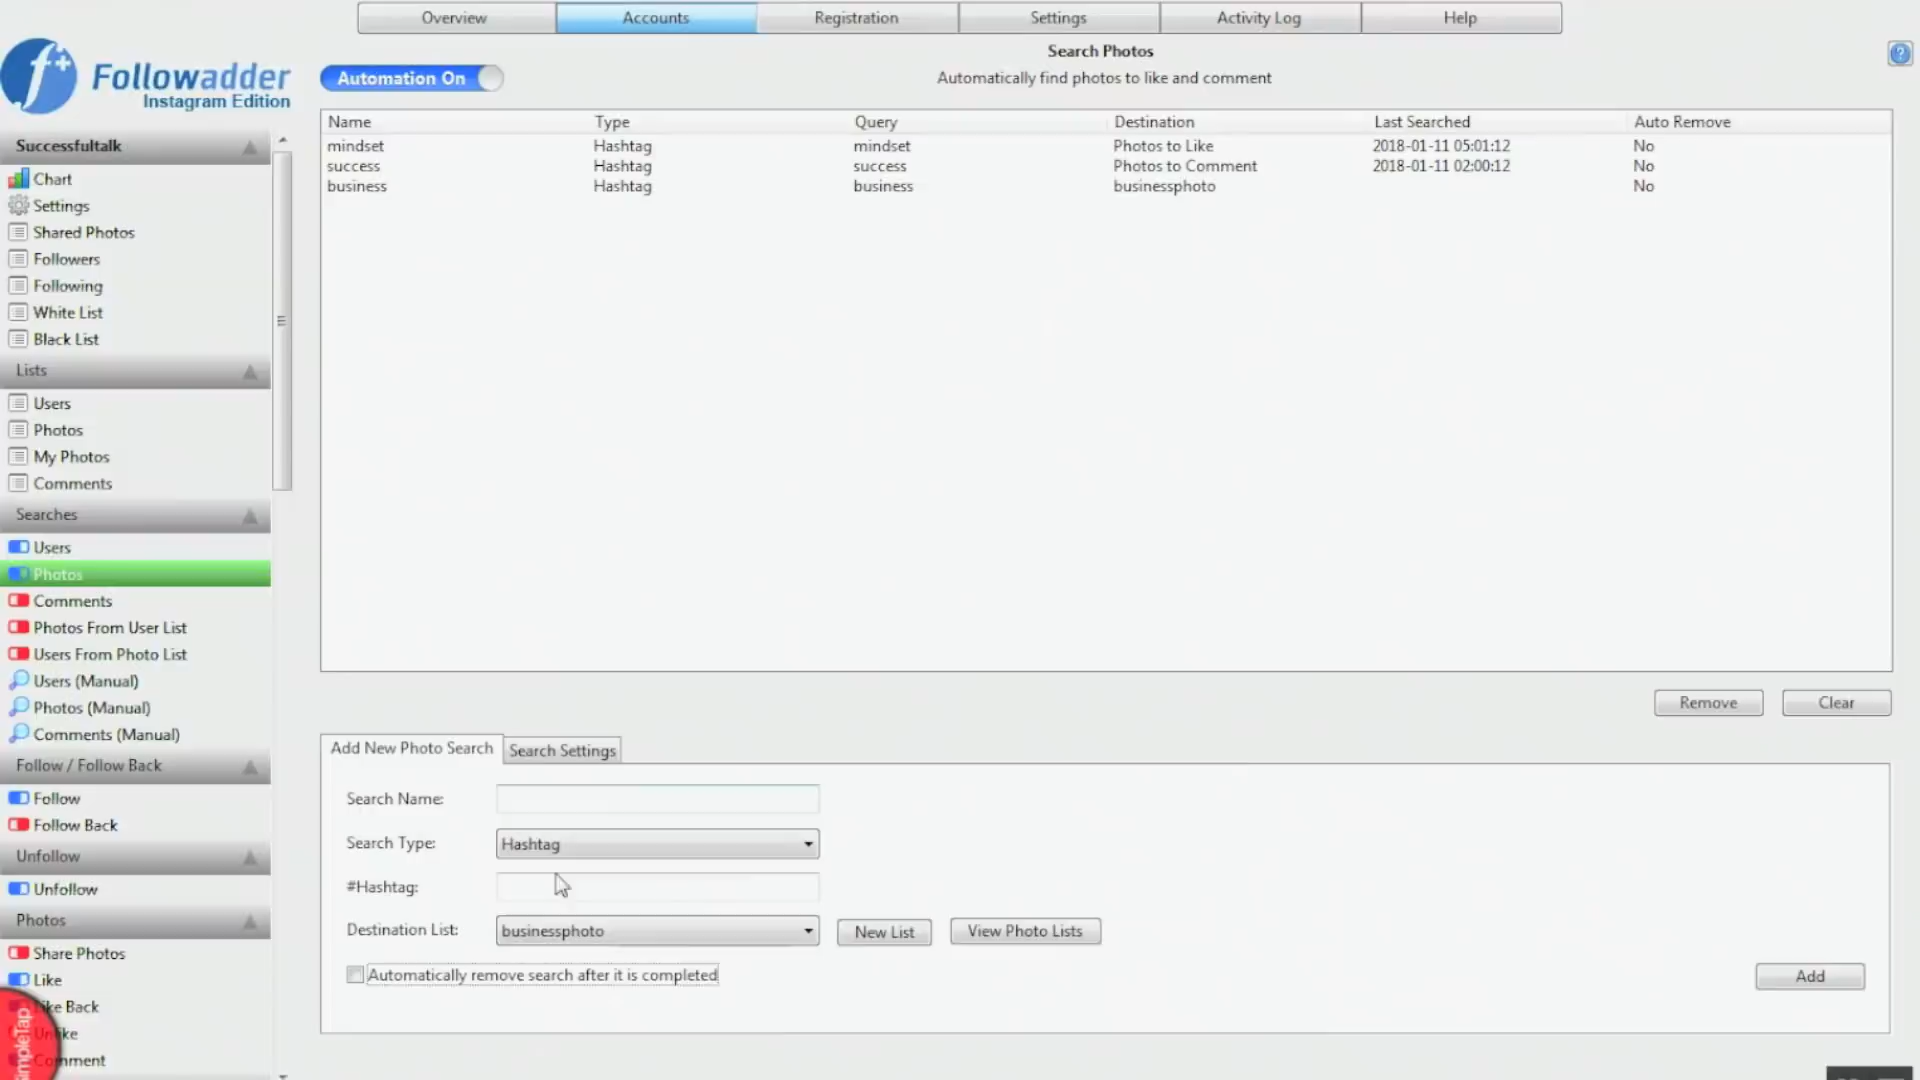 Overview Accounts Registration Settings Activity Log Help
Followadder
Instagram Edition
Automation On
Search Photos
Automatically find photos to like and comment
Name Type Query Destination Last Searched Auto Remove
mindset Hashtag mindset Photos to Like 2018-01-11 05:01:12 No
success Hashtag success Photos to Comment 2018-01-11 02:00:12 No
business Hashtag business businessphoto No
Successfultalk
Chart
Settings
Shared Photos
Followers
Following
White List
Black List
Lists
Users
Photos
My Photos
Comments
Searches
Users
Photos
Comments
Photos From User List
Users From Photo List
Users (Manual)
Photos (Manual)
Comments (Manual)
Follow / Follow Back
Follow
Follow Back
Unfollow
Unfollow
Photos
Share Photos
Like
Like Back
Unlike
Comment
Remove Clear
Add New Photo Search Search Settings
Search Name:
Search Type: Hashtag
#Hashtag:
Destination List: businessphoto New List View Photo Lists
Automatically remove search after it is completed
Add